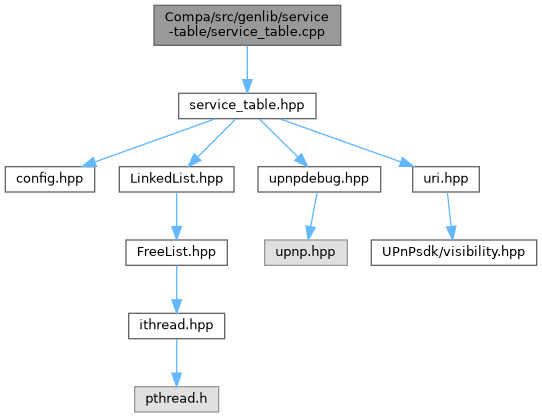 Compa/src/genlib/service
-table/service_table.cpp
service_table.hpp
config.hpp
LinkedList.hpp
upnpdebug.hpp
uri.hpp
FreeList.hpp
upnp.hpp
UPnPsdk/visibility.hpp
ithread.hpp
pthread.h